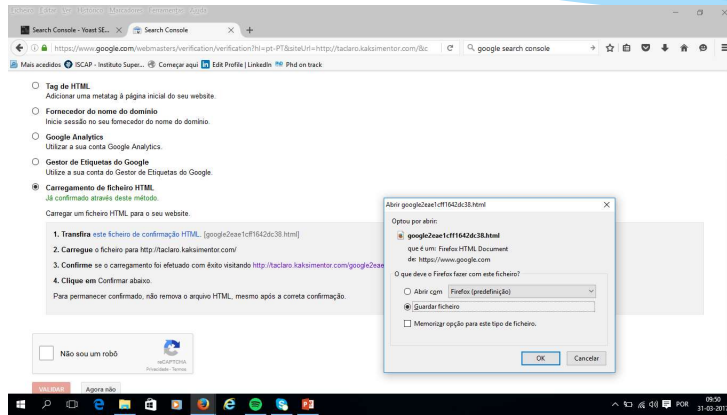 Search Console - Yoast SE...
Search Console
https://www.google.com/webmasters/verification/verification?hl=pt-PT&siteUrl=http://taclaro.kaksimentor.com/&c
google search console
Mais acedidos
ISCAP - Instituto Super...
Começar aqui
Edit Profile | LinkedIn
Phd on track
Tag de HTML
Adicionar uma metatag à página inicial do seu website.
Fornecedor do nome do domínio
Inicie sessão no seu fornecedor do nome do domínio.
Google Analytics
Utilizar a sua conta Google Analytics.
Gestor de Etiquetas do Google
Utilize a sua conta do Gestor de Etiquetas do Google.
Carregamento de ficheiro HTML
Já confirmado através deste método.
Carregar um ficheiro HTML para o seu website.
1. Transfira este ficheiro de confirmação HTML. [google2eae1cff1642dc38.html]
2. Carregue o ficheiro para http://taclaro.kaksimentor.com/
3. Confirme se o carregamento foi efetuado com êxito visitando http://taclaro.kaksimentor.com/google2eae
4. Clique em Confirmar abaixo.
Para permanecer confirmado, não remova o arquivo HTML, mesmo após a correta confirmação.
Não sou um robô
reCAPTCHA
Privacidade - Termos
VALIDAR
Agora não
Abrir google2eae1cff1642dc38.html
Optou por abrir:
google2eae1cff1642dc38.html
que é um: Firefox HTML Document
de: https://www.google.com
O que deve o Firefox fazer com este ficheiro?
Abrir com Firefox (predefinição)
Guardar ficheiro
Memorizar opção para este tipo de ficheiro.
OK
Cancelar
POR
09:50